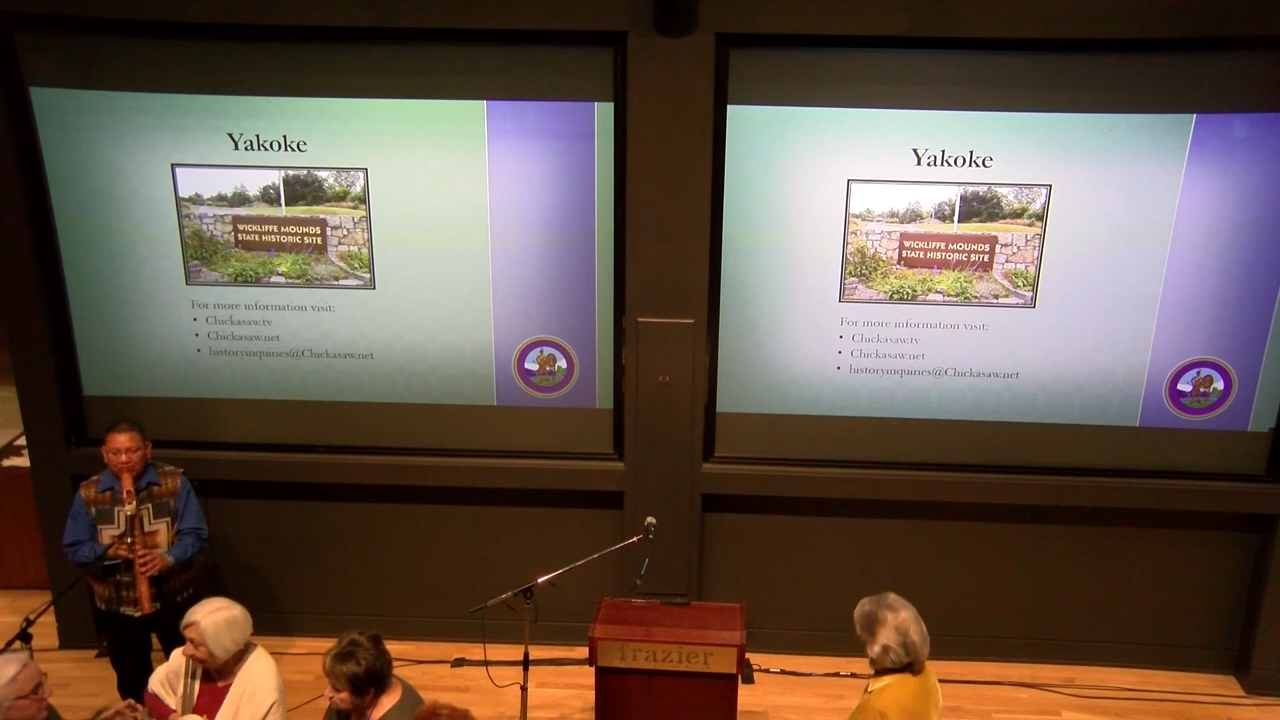 Yakoke
WICKLIFFE MOUNDS
STATE HISTORIC SITE
For more information visit:
• Chickasaw.tv
• Chickasaw.net
• historyinquiries@Chickasaw.net
Yakoke
WICKLIFFE MOUNDS
STATE HISTORIC SITE
For more information visit:
• Chickasaw.tv
• Chickasaw.net
• historyinquiries@Chickasaw.net
frazier